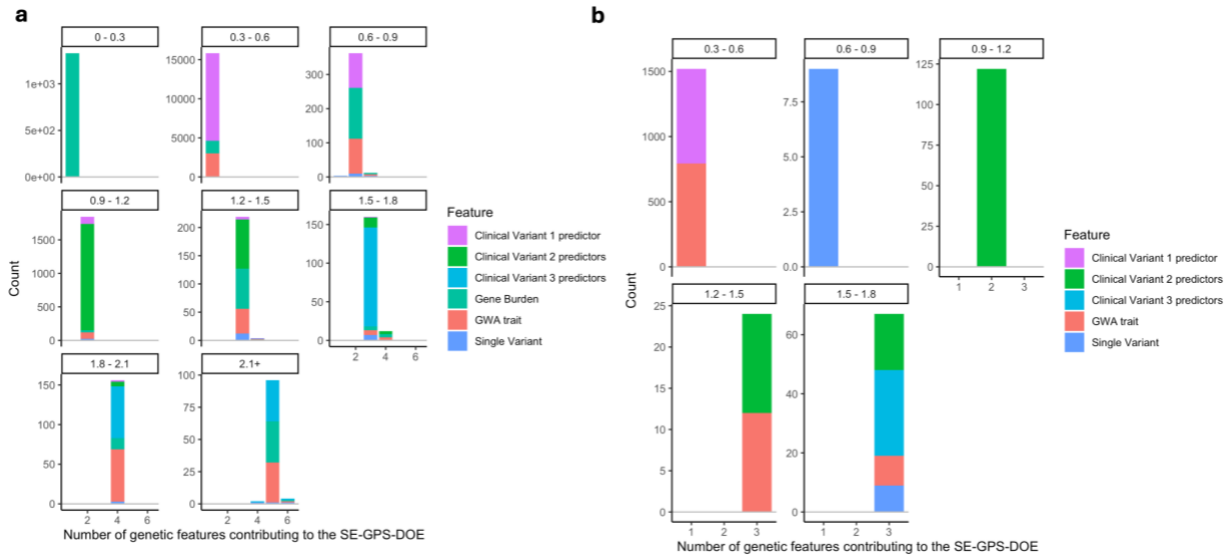 a
0 - 0.3
0.3 - 0.6
0.6 - 0.9
1e+03
5e+02
0e+00
15000
10000
5000
0
300
200
100
0
0.9 - 1.2
1.2 - 1.5
1.5 - 1.8
1500
1000
500
0
200
150
100
50
0
150
100
50
0
2 4 6
1.8 - 2.1
2.1+
150
100
50
0
100
75
50
25
0
2 4 6
2 4 6
Count
Number of genetic features contributing to the SE-GPS-DOE
Feature
Clinical Variant 1 predictor
Clinical Variant 2 predictors
Clinical Variant 3 predictors
Gene Burden
GWA trait
Single Variant
b
0.3 - 0.6
0.6 - 0.9
0.9 - 1.2
1500
1000
500
0
7.5
5.0
2.5
0.0
125
100
75
50
25
0
1 2 3
1.2 - 1.5
1.5 - 1.8
25
20
15
10
5
0
60
40
20
0
1 2 3
1 2 3
Count
Number of genetic features contributing to the SE-GPS-DOE
Feature
Clinical Variant 1 predictor
Clinical Variant 2 predictors
Clinical Variant 3 predictors
GWA trait
Single Variant